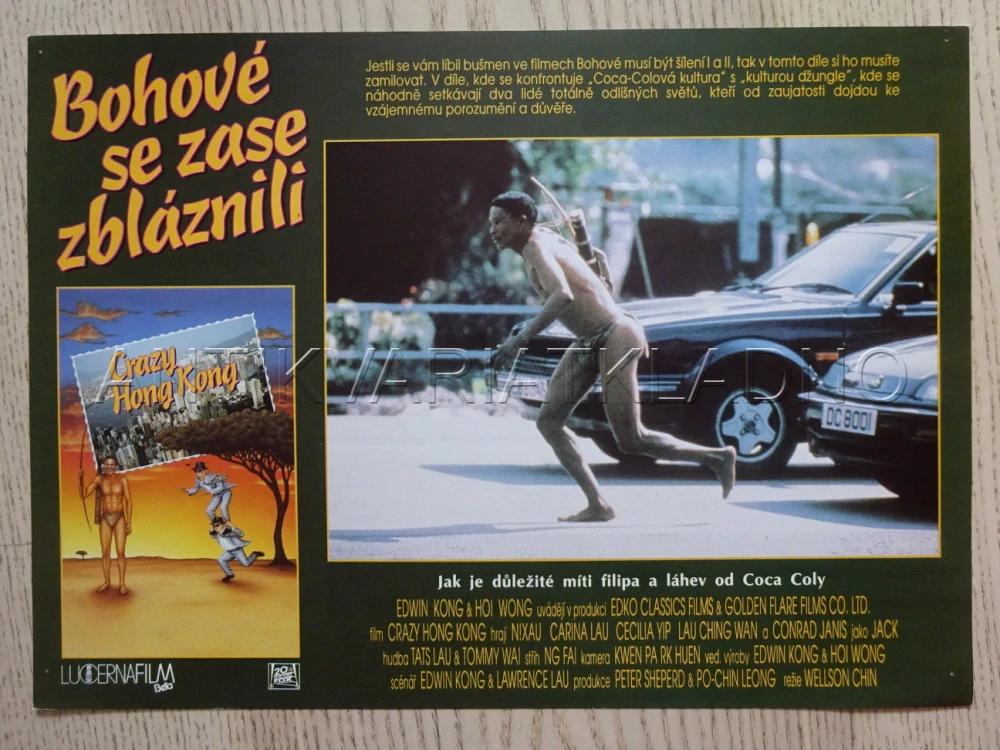 Bohové
se zase
zbláznili
Jestli se vám líbil bušmen ve filmech Bohové musí být šílení I a II, tak v tomto díle si ho musíte
zamilovat. V díle, kde se konfrontuje „Coca-Colová kultura" s „kulturou džungle", kde se
náhodně setkávají dva lidé totálně odlišných světů, kteří od zaujatosti dojdou ke
vzájemnému porozumění a důvěře.
Crazy
Hong Kong
ANTIKVARIATKLADNO
DC 8001
Jak je důležité míti filipa a láhev od Coca Coly
EDWIN KONG & HOI WONG uvádějí v produkci EDKO CLASSICS FILMS & GOLDEN FLARE FILMS CO. LTD.
film CRAZY HONG KONG hrají NIXAU CARINA LAU CECILIA YIP LAU CHING WAN a CONRAD JANIS jako JACK
hudba TATS LAU & TOMMY WAI střih NG FAI kamera KWEN PA RK HUEN ved. výroby EDWIN KONG & HOI WONG
scénář EDWIN KONG & LAWRENCE LAU produkce PETER SHEPERD & PO-CHIN LEONG režie WELLSON CHIN
LUCERNAFILM
Beta
20th
CENTURY
FOX